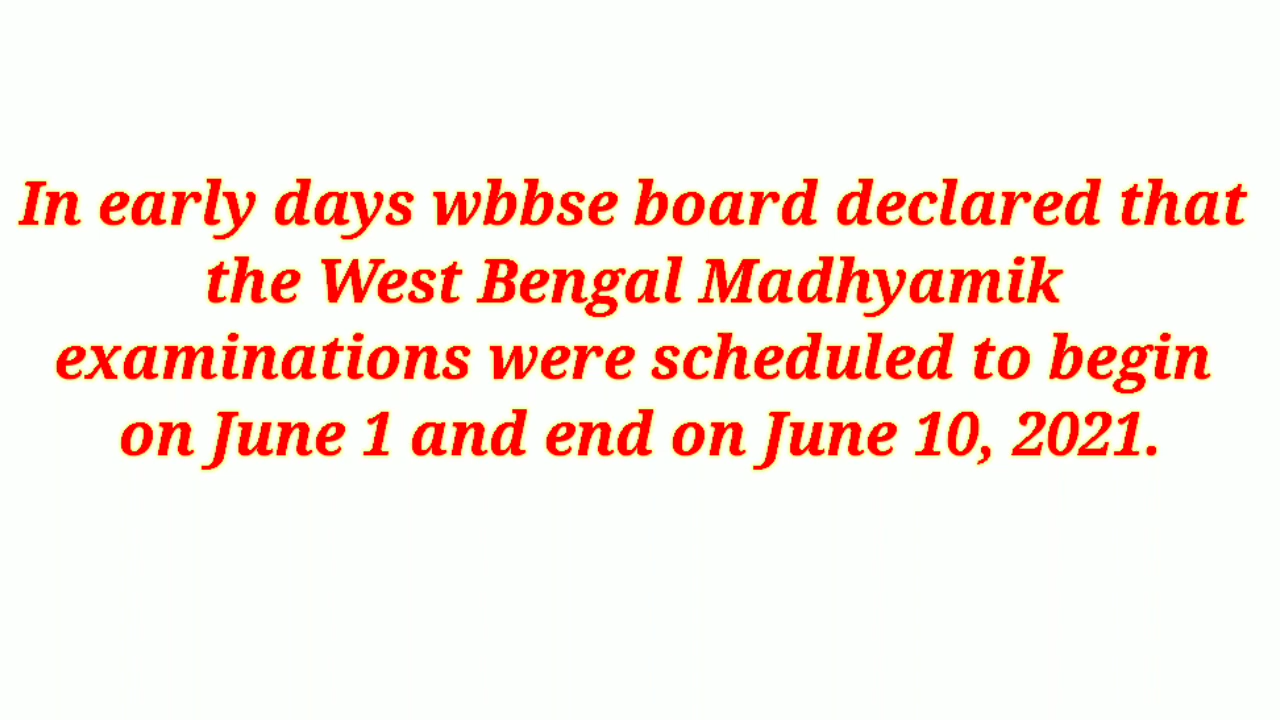 In early days wbbse board declared that
the West Bengal Madhyamik
examinations were scheduled to begin
on June 1 and end on June 10, 2021.